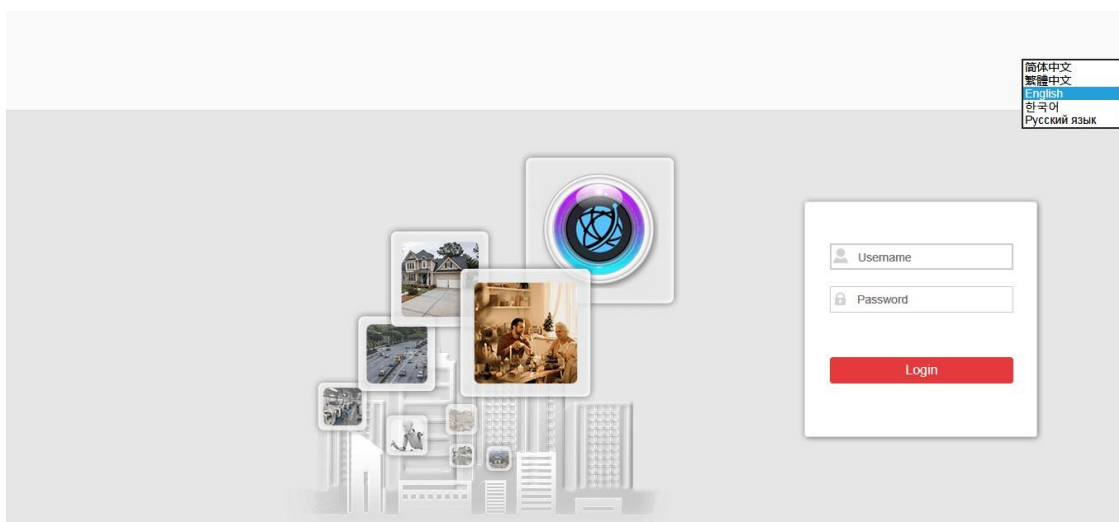 简体中文
繁體中文
English
한국어
Русский язык
Username
Password
Login